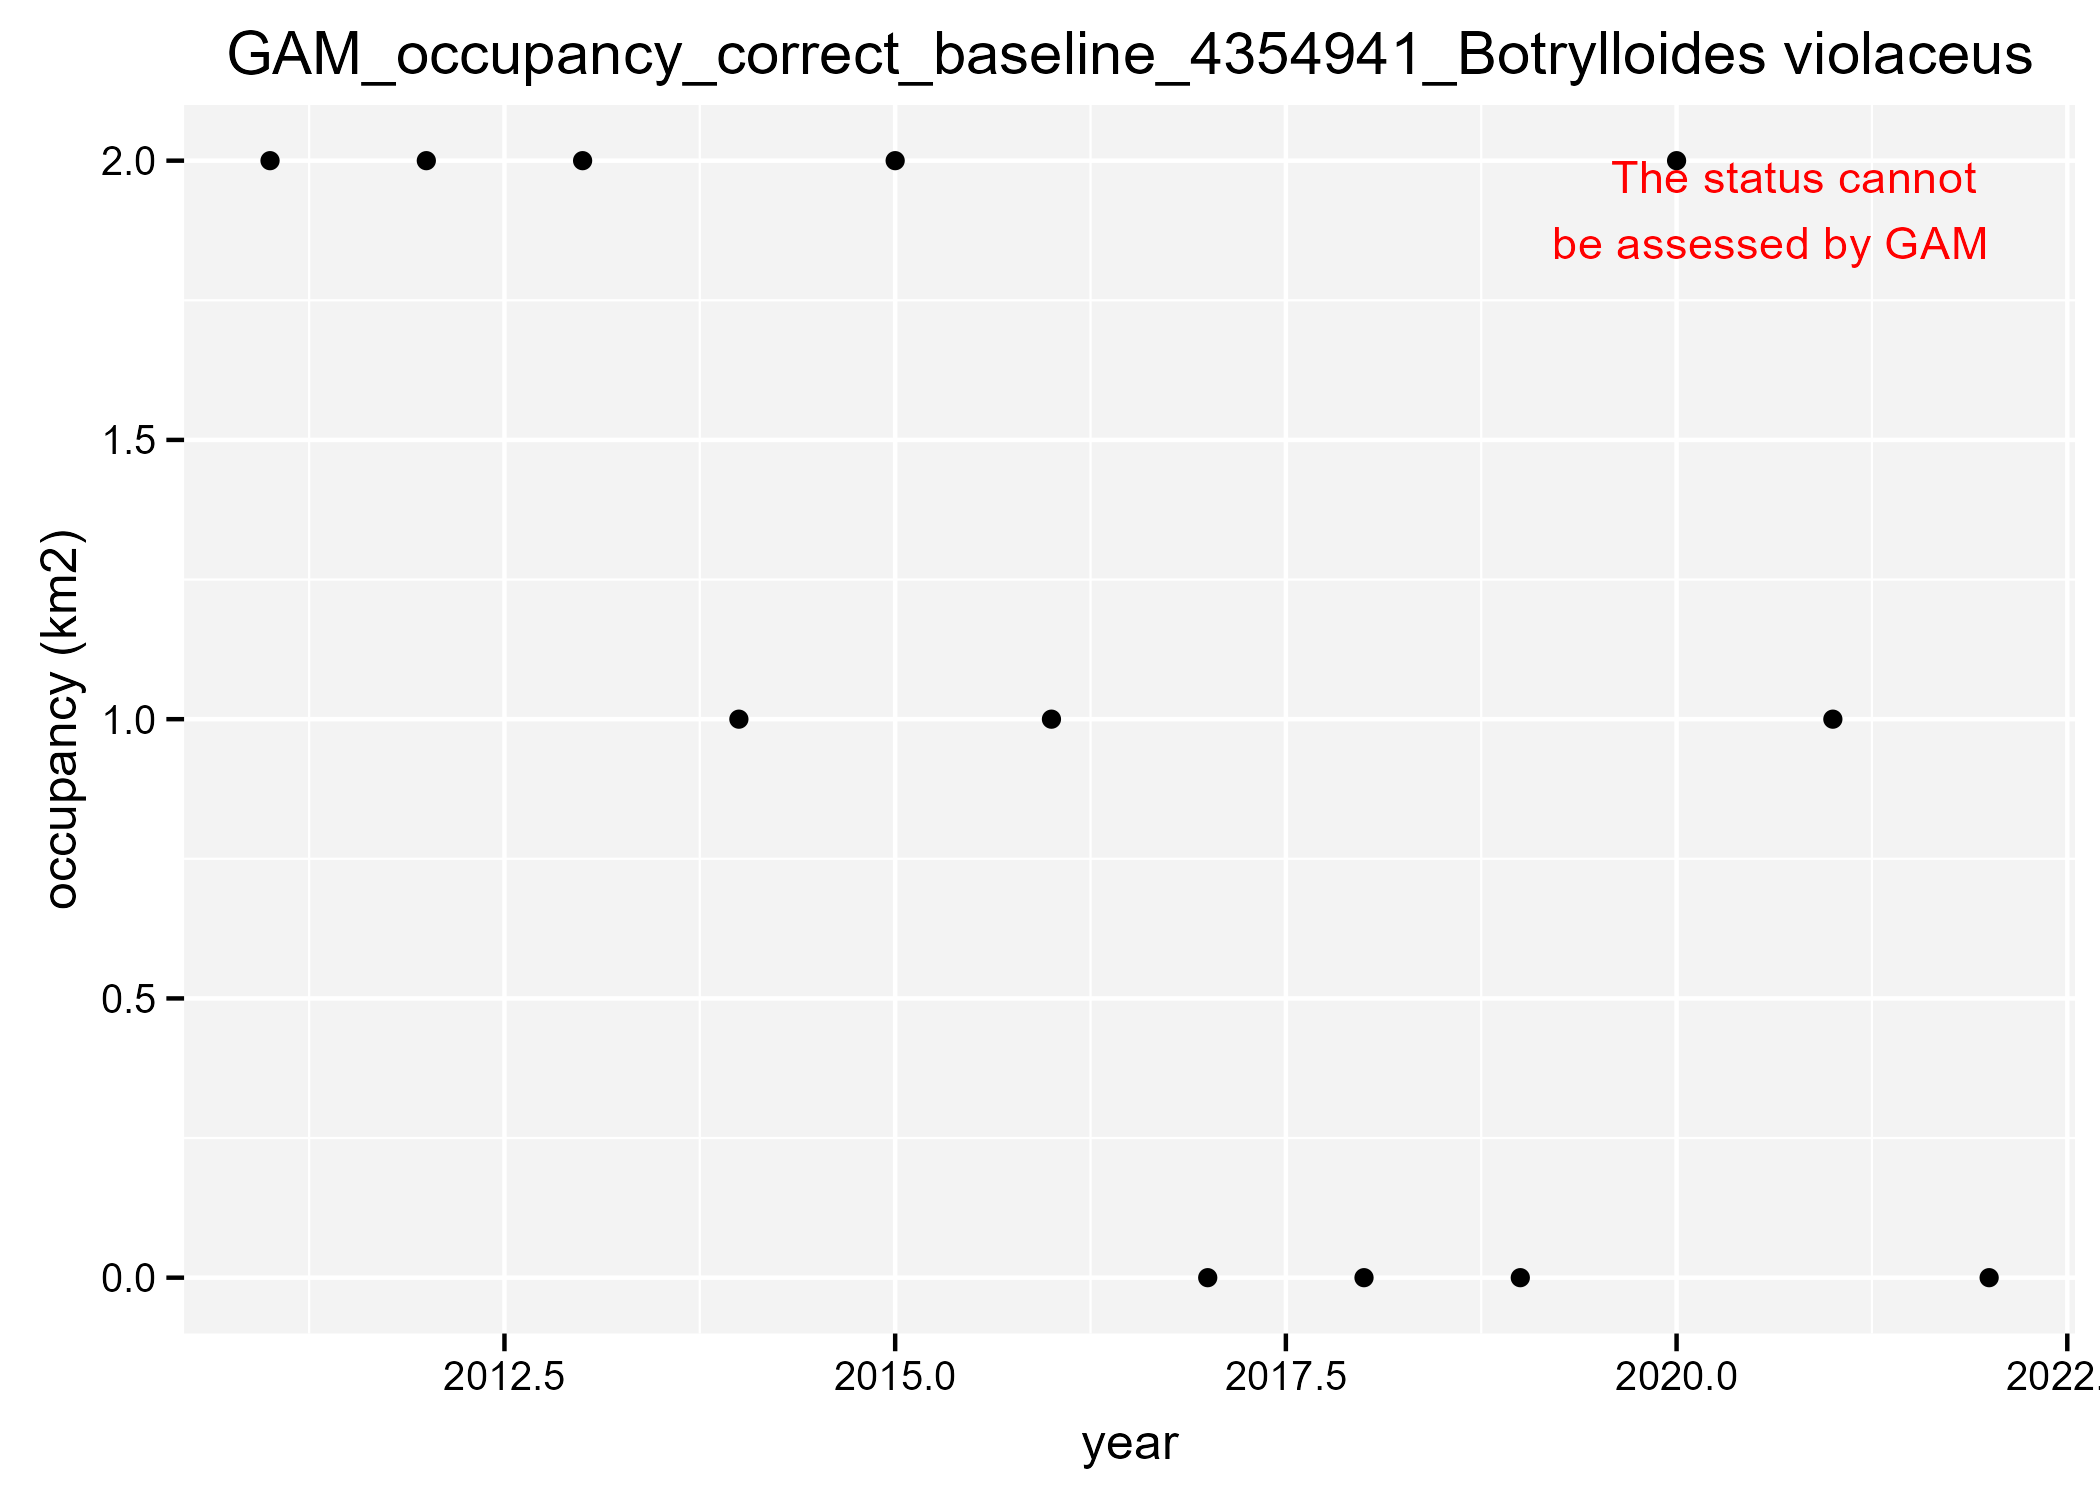 GAM_occupancy_correct_baseline_4354941_Botrylloides violaceus
2.0
The status cannot
be assessed by GAM
1.5
occupancy (km2)
1.0
0.5
0.0
2012.5 2015.0 2017.5 2020.0 2022.
year